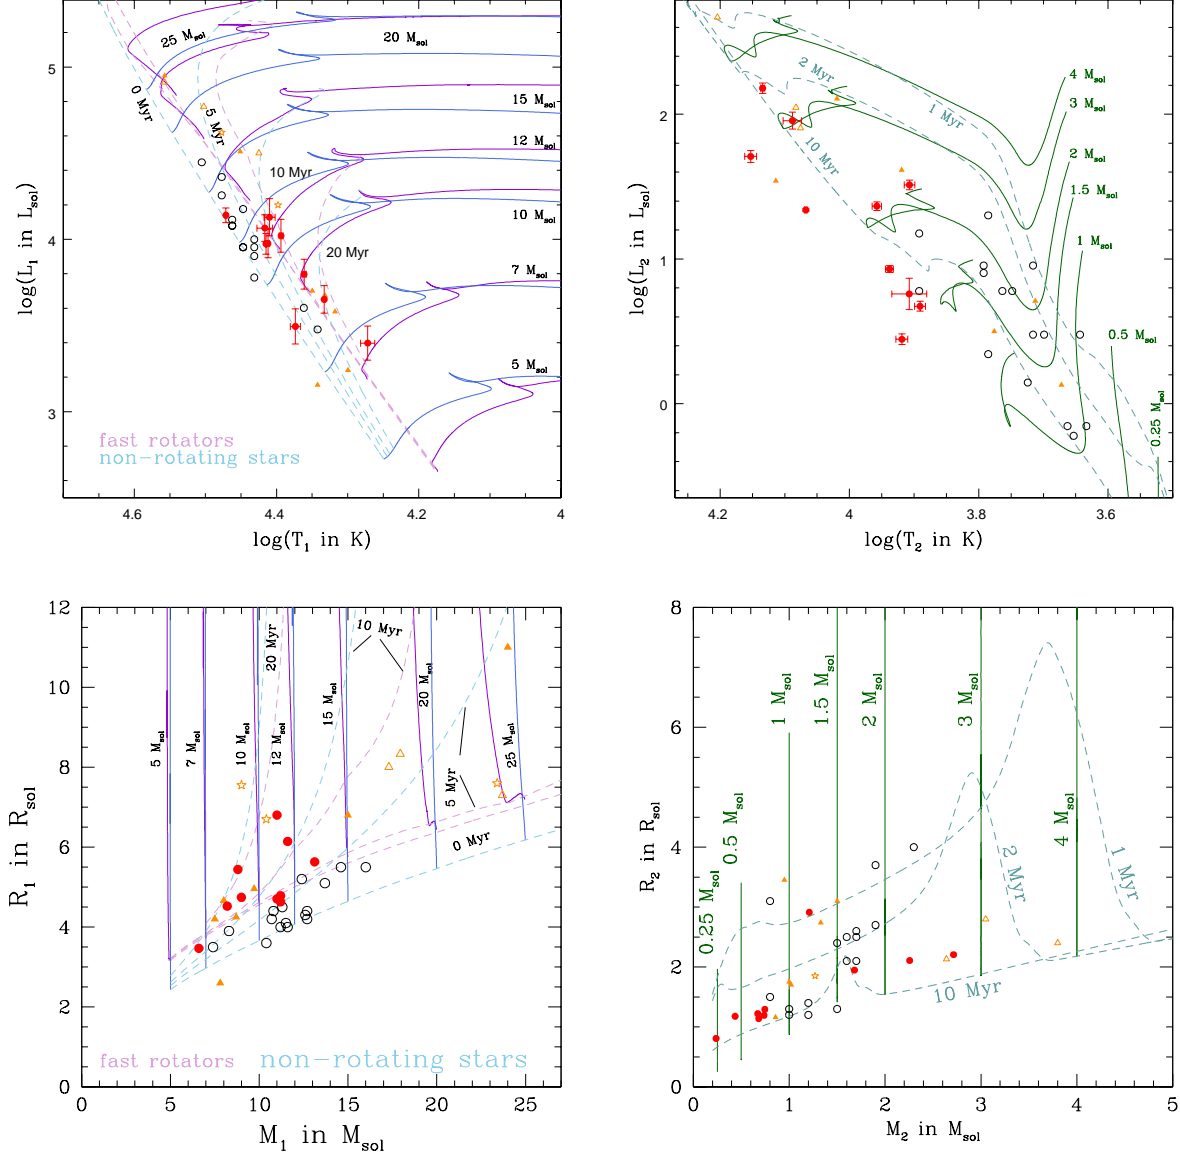 25 M_sol
20 M_sol
5
15 M_sol
12 M_sol
0 Myr
5 Myr
10 Myr
4
10 M_sol
20 Myr
7 M_sol
5 M_sol
3
fast rotators
non-rotating stars
4.6
4.4
4.2
4
log(T_1 in K)
log(L_1 in L_sol)
2 Myr
1 Myr
10 Myr
4 M_sol
3 M_sol
2 M_sol
1.5 M_sol
1 M_sol
0.5 M_sol
0.25 M_sol
2
1
0
4.2
4
3.8
3.6
log(T_2 in K)
log(L_2 in L_sol)
12
10
8
6
4
2
0
5 M_sol
7 M_sol
10 M_sol
20 Myr
12 M_sol
15 M_sol
10 Myr
20 M_sol
5 Myr
25 M_sol
0 Myr
fast rotators
non-rotating stars
0
5
10
15
20
25
M_1 in M_sol
R_1 in R_sol
8
6
4
2
0
0.25 M_sol
0.5 M_sol
1 M_sol
1.5 M_sol
2 M_sol
3 M_sol
4 M_sol
2 Myr
1 Myr
10 Myr
0
1
2
3
4
5
M_2 in M_sol
R_2 in R_sol